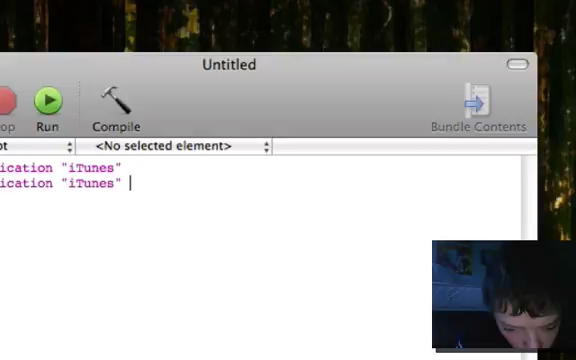 Untitled
op Run Compile Bundle Contents
pt <No selected element>
ication "iTunes"
ication "iTunes"